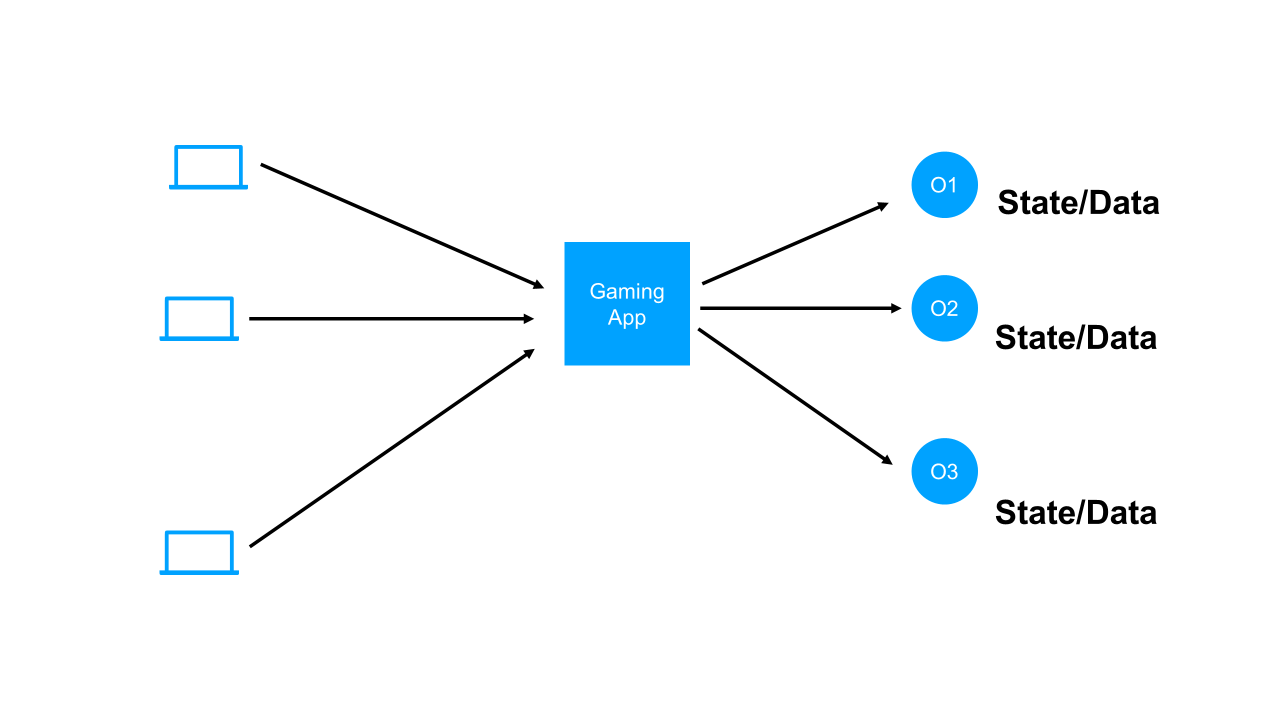 O1
State/Data
Gaming
App
O2
State/Data
O3
State/Data